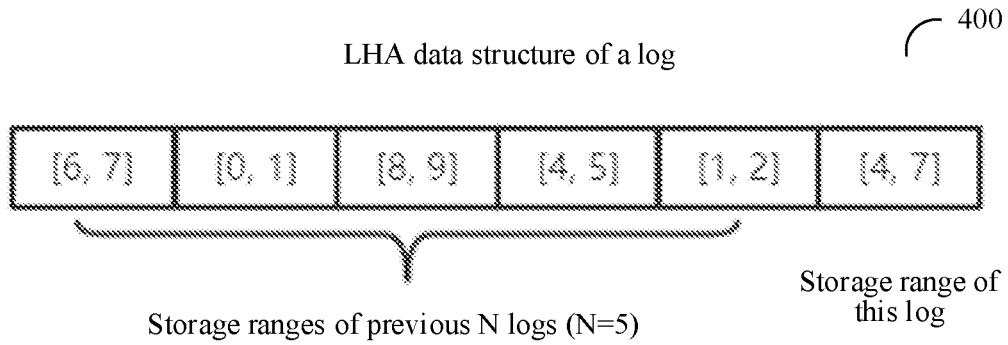 400
LHA data structure of a log
[6, 7] [0, 1] [8, 9] [4, 5] [1, 2] [4, 7]
Storage ranges of previous N logs (N=5)
Storage range of
this log